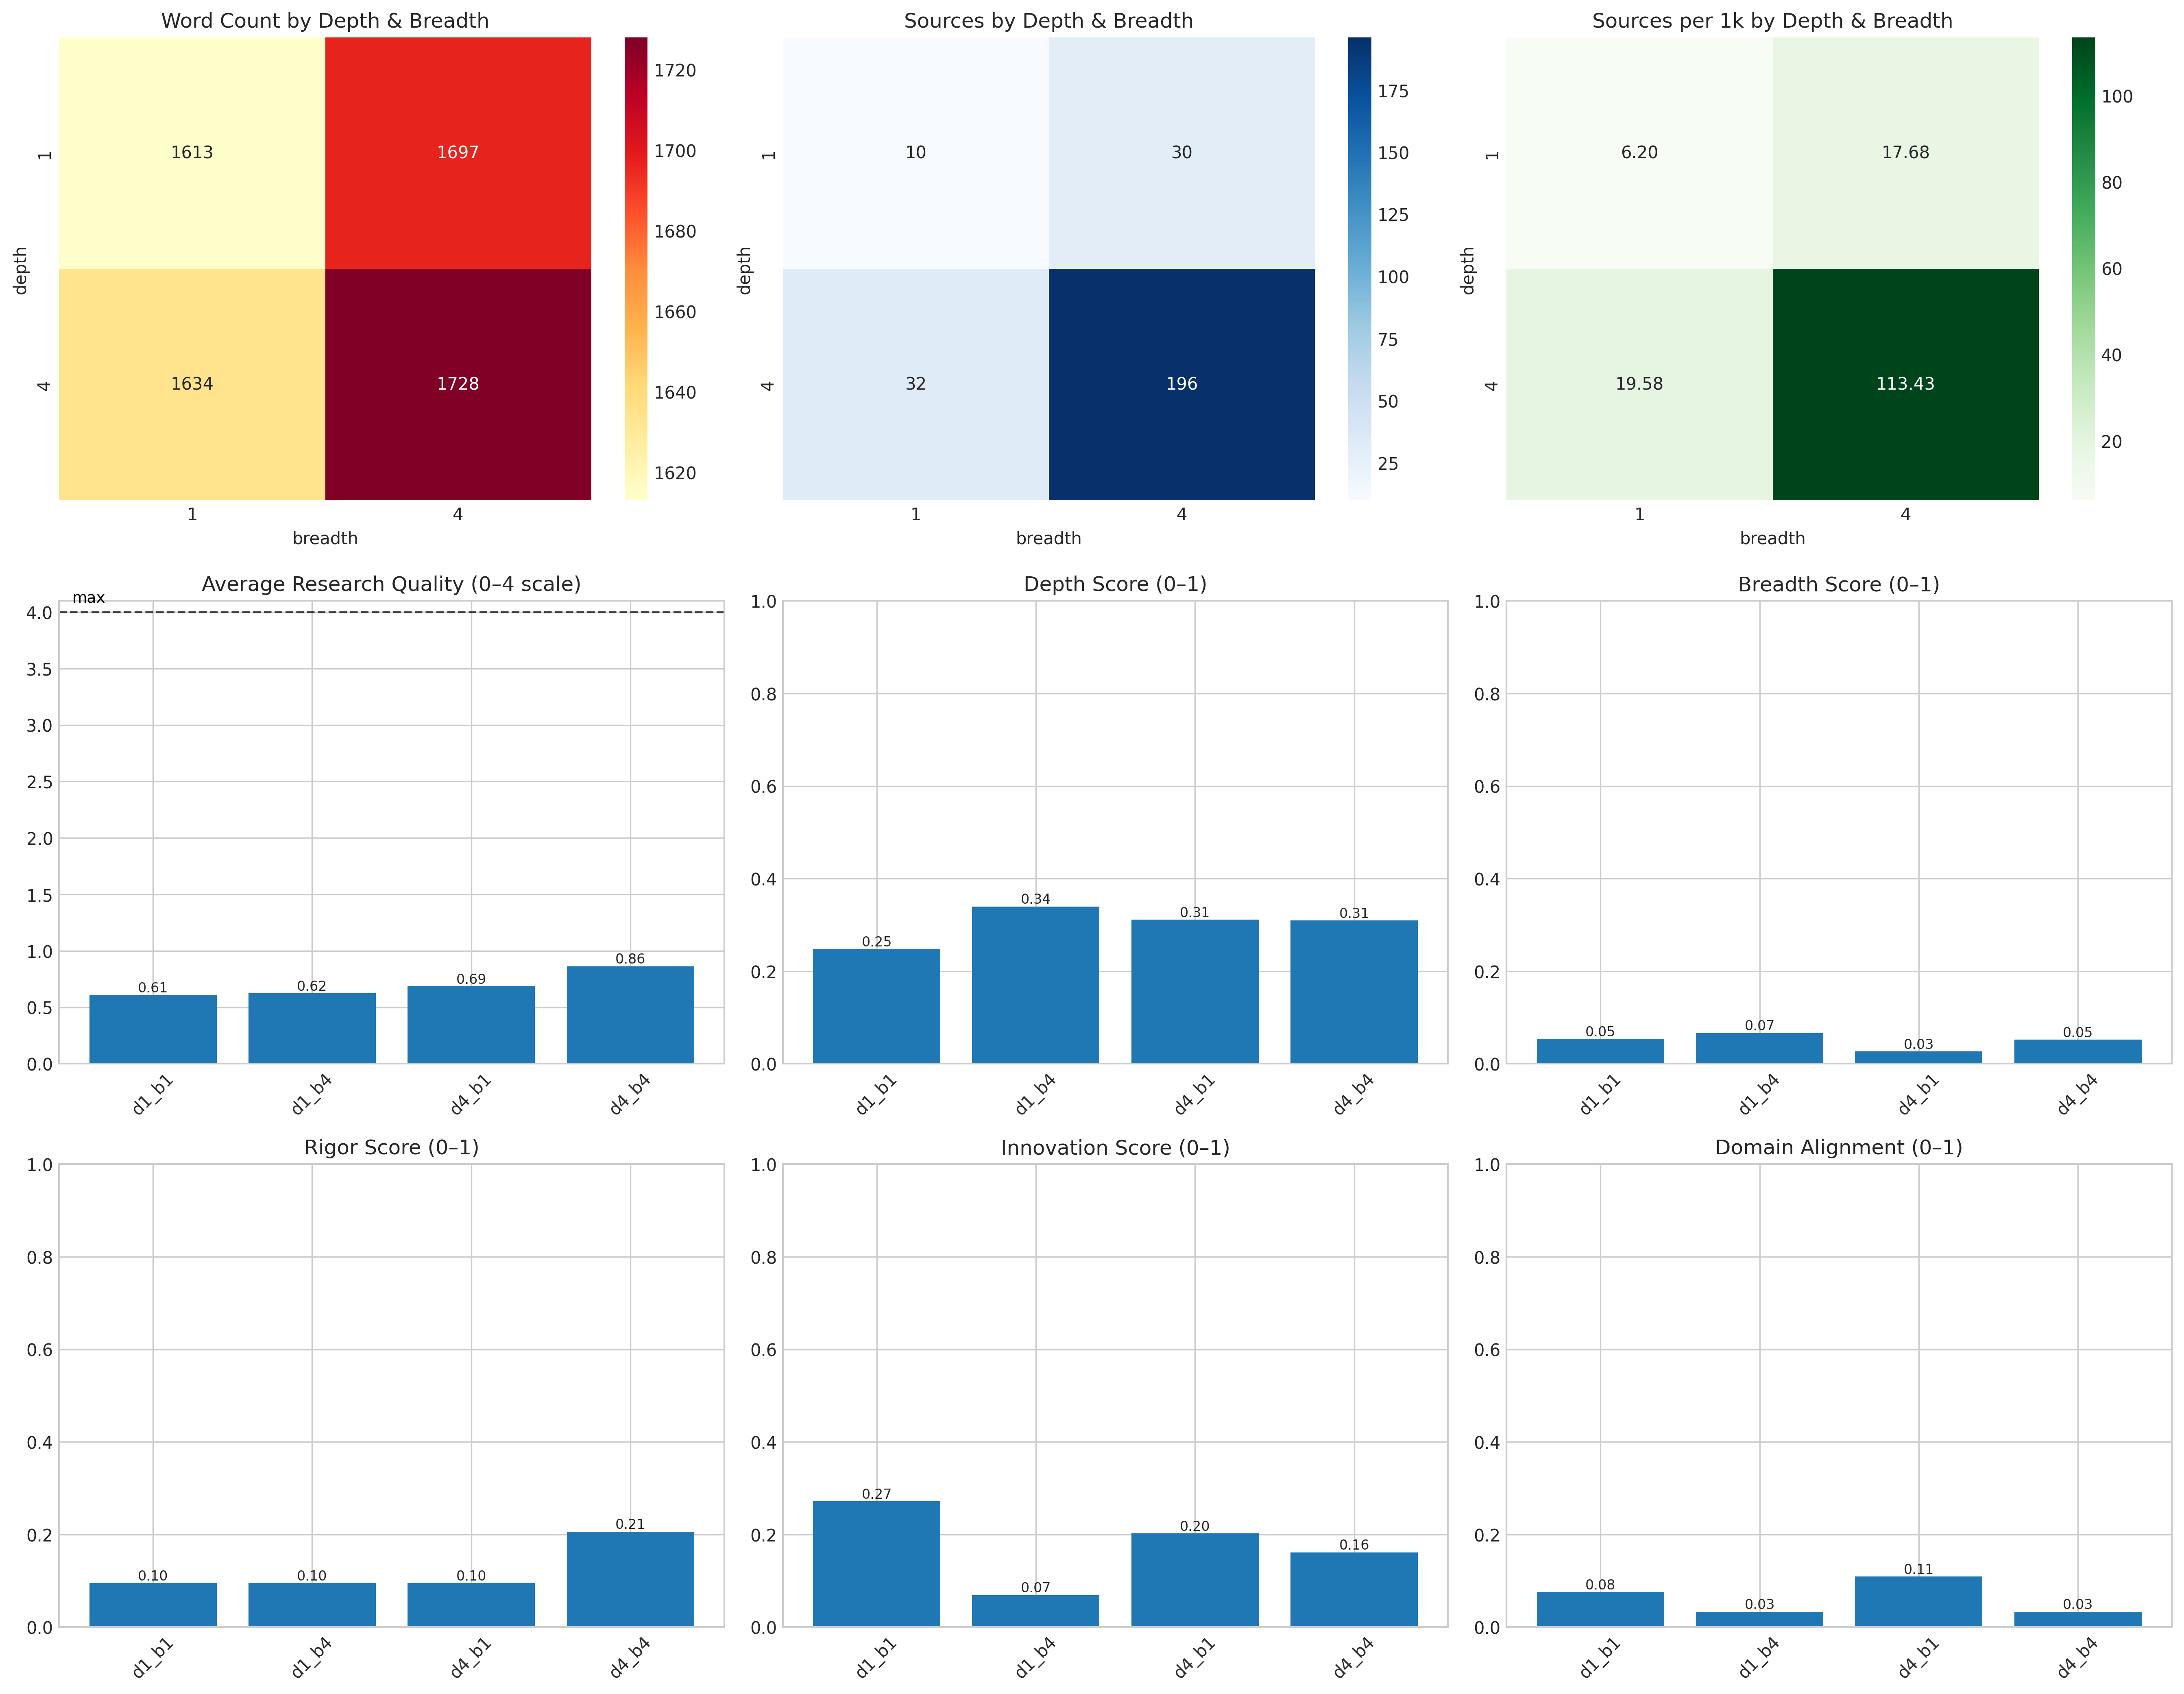 Word Count by Depth & Breadth
1613
1697
1634
1728
1
4
depth
1
4
breadth
1720
1700
1680
1660
1640
1620
Sources by Depth & Breadth
10
30
32
196
1
4
depth
1
4
breadth
175
150
125
100
75
50
25
Sources per 1k by Depth & Breadth
6.20
17.68
19.58
113.43
1
4
depth
1
4
breadth
100
80
60
40
20
Average Research Quality (0–4 scale)
max
4.0
3.5
3.0
2.5
2.0
1.5
1.0
0.5
0.0
0.61
0.62
0.69
0.86
d1_b1
d1_b4
d4_b1
d4_b4
Depth Score (0–1)
1.0
0.8
0.6
0.4
0.2
0.0
0.25
0.34
0.31
0.31
d1_b1
d1_b4
d4_b1
d4_b4
Breadth Score (0–1)
1.0
0.8
0.6
0.4
0.2
0.0
0.05
0.07
0.03
0.05
d1_b1
d1_b4
d4_b1
d4_b4
Rigor Score (0–1)
1.0
0.8
0.6
0.4
0.2
0.0
0.10
0.10
0.10
0.21
d1_b1
d1_b4
d4_b1
d4_b4
Innovation Score (0–1)
1.0
0.8
0.6
0.4
0.2
0.0
0.27
0.07
0.20
0.16
d1_b1
d1_b4
d4_b1
d4_b4
Domain Alignment (0–1)
1.0
0.8
0.6
0.4
0.2
0.0
0.08
0.03
0.11
0.03
d1_b1
d1_b4
d4_b1
d4_b4